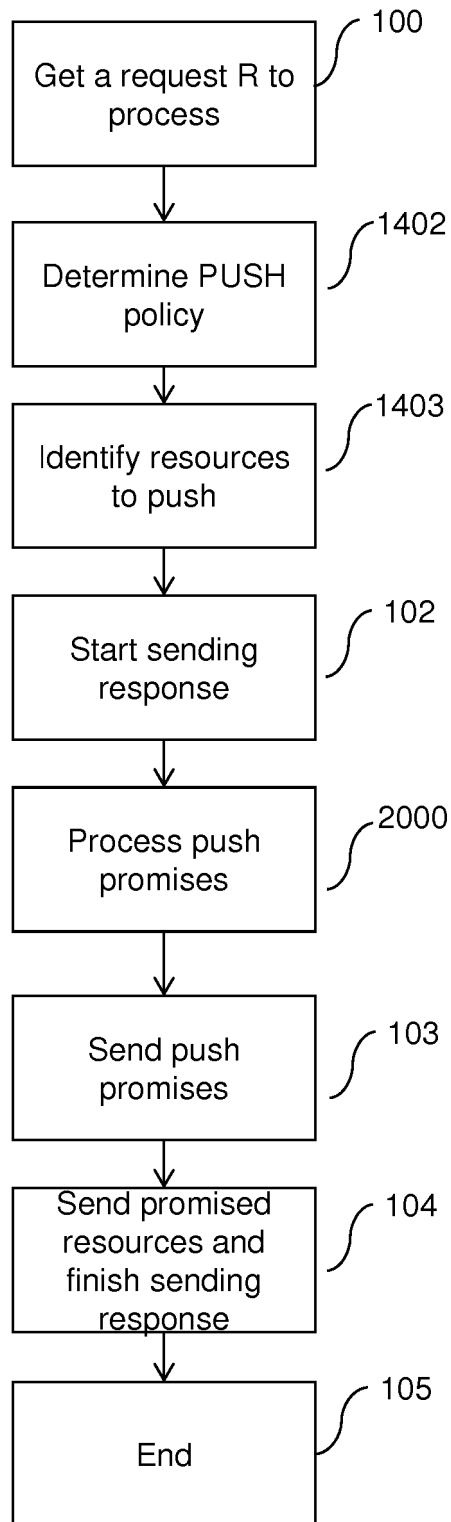 100
Get a request R to
process
1402
Determine PUSH
policy
1403
Identify resources
to push
102
Start sending
response
2000
Process push
promises
103
Send push
promises
104
Send promised
resources and
finish sending
response
105
End